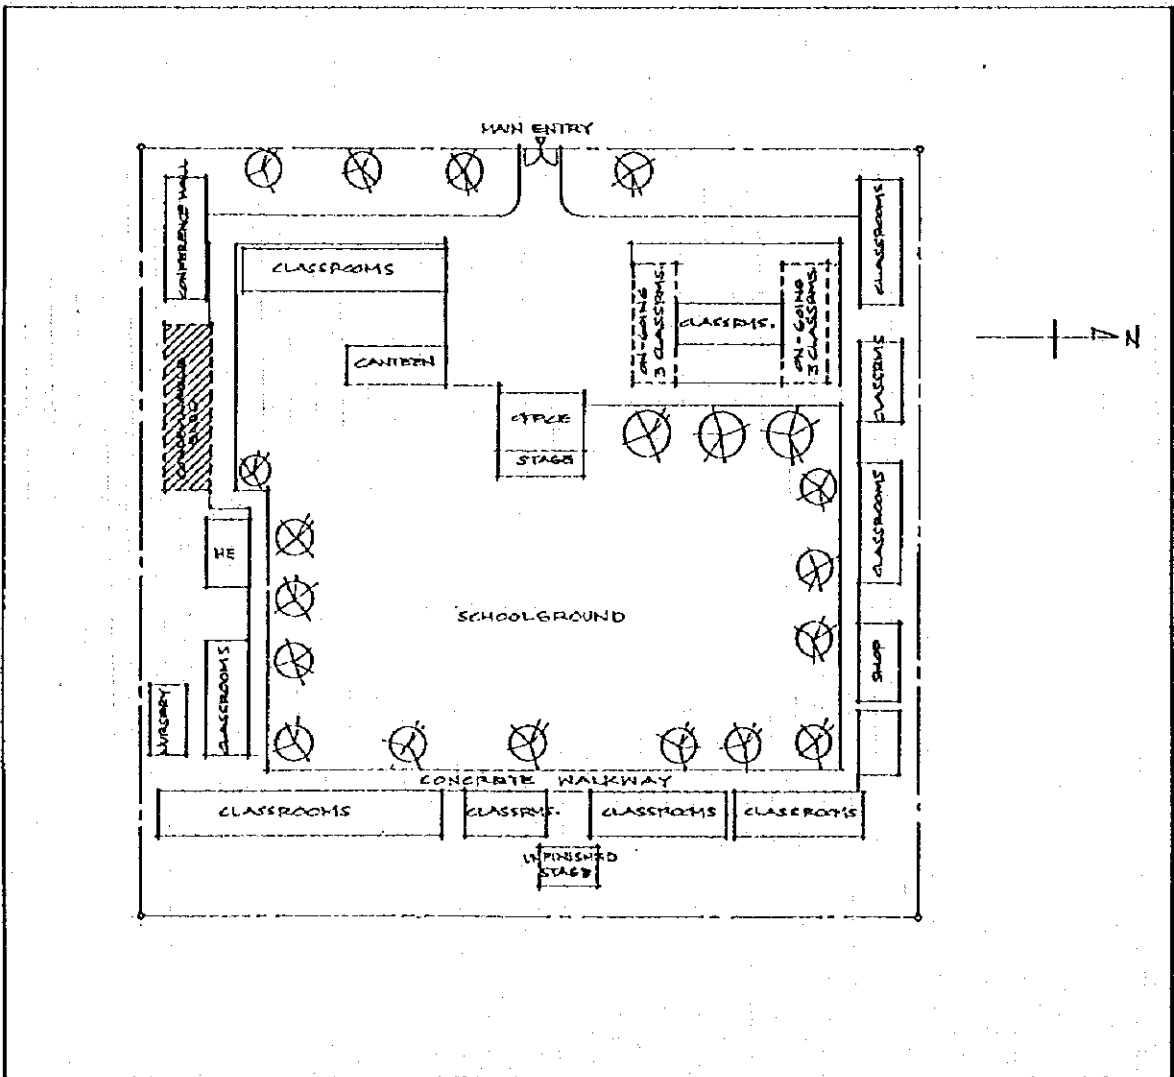 MAIN ENTRY
CONFERENCE HALL
CLASSROOMS
CLASSROOMS
ON-GOING
3 CLASSRMS.
CLASSRMS.
ON-GOING
3 CLASSRMS.
CANTEEN
CLASSRMS
N
OFFICE
STAGE
HE
CLASSROOMS
SCHOOLGROUND
SHOP
NURSERY
CLASSROOMS
CONCRETE WALKWAY
CLASSROOMS
CLASSRMS.
CLASSROOMS
CLASSROOMS
UNFINISHED
STAGE